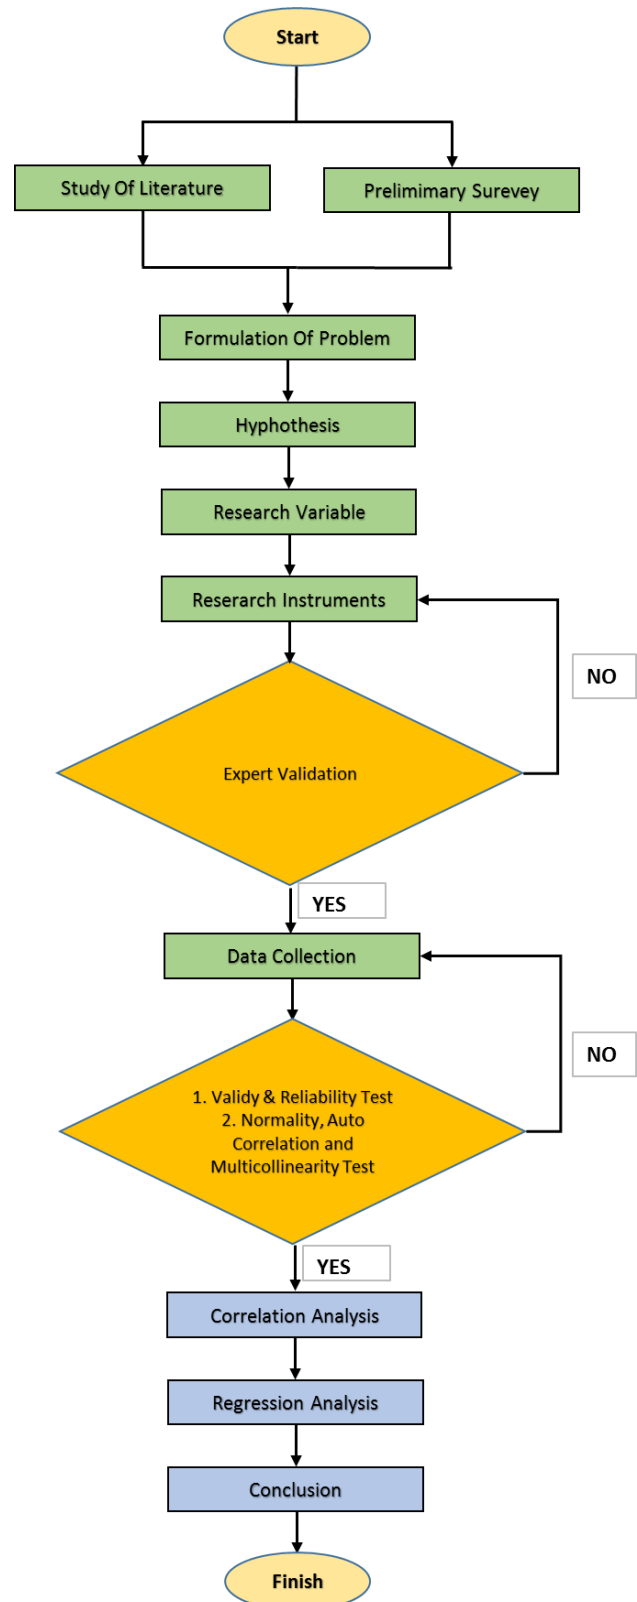 Start
Study Of Literature
Prelimimary Surevey
Formulation Of Problem
Hyphothesis
Research Variable
Reserarch Instruments
NO
Expert Validation
YES
Data Collection
NO
1. Validy & Reliability Test
2. Normality, Auto
Correlation and
Multicollinearity Test
YES
Correlation Analysis
Regression Analysis
Conclusion
Finish